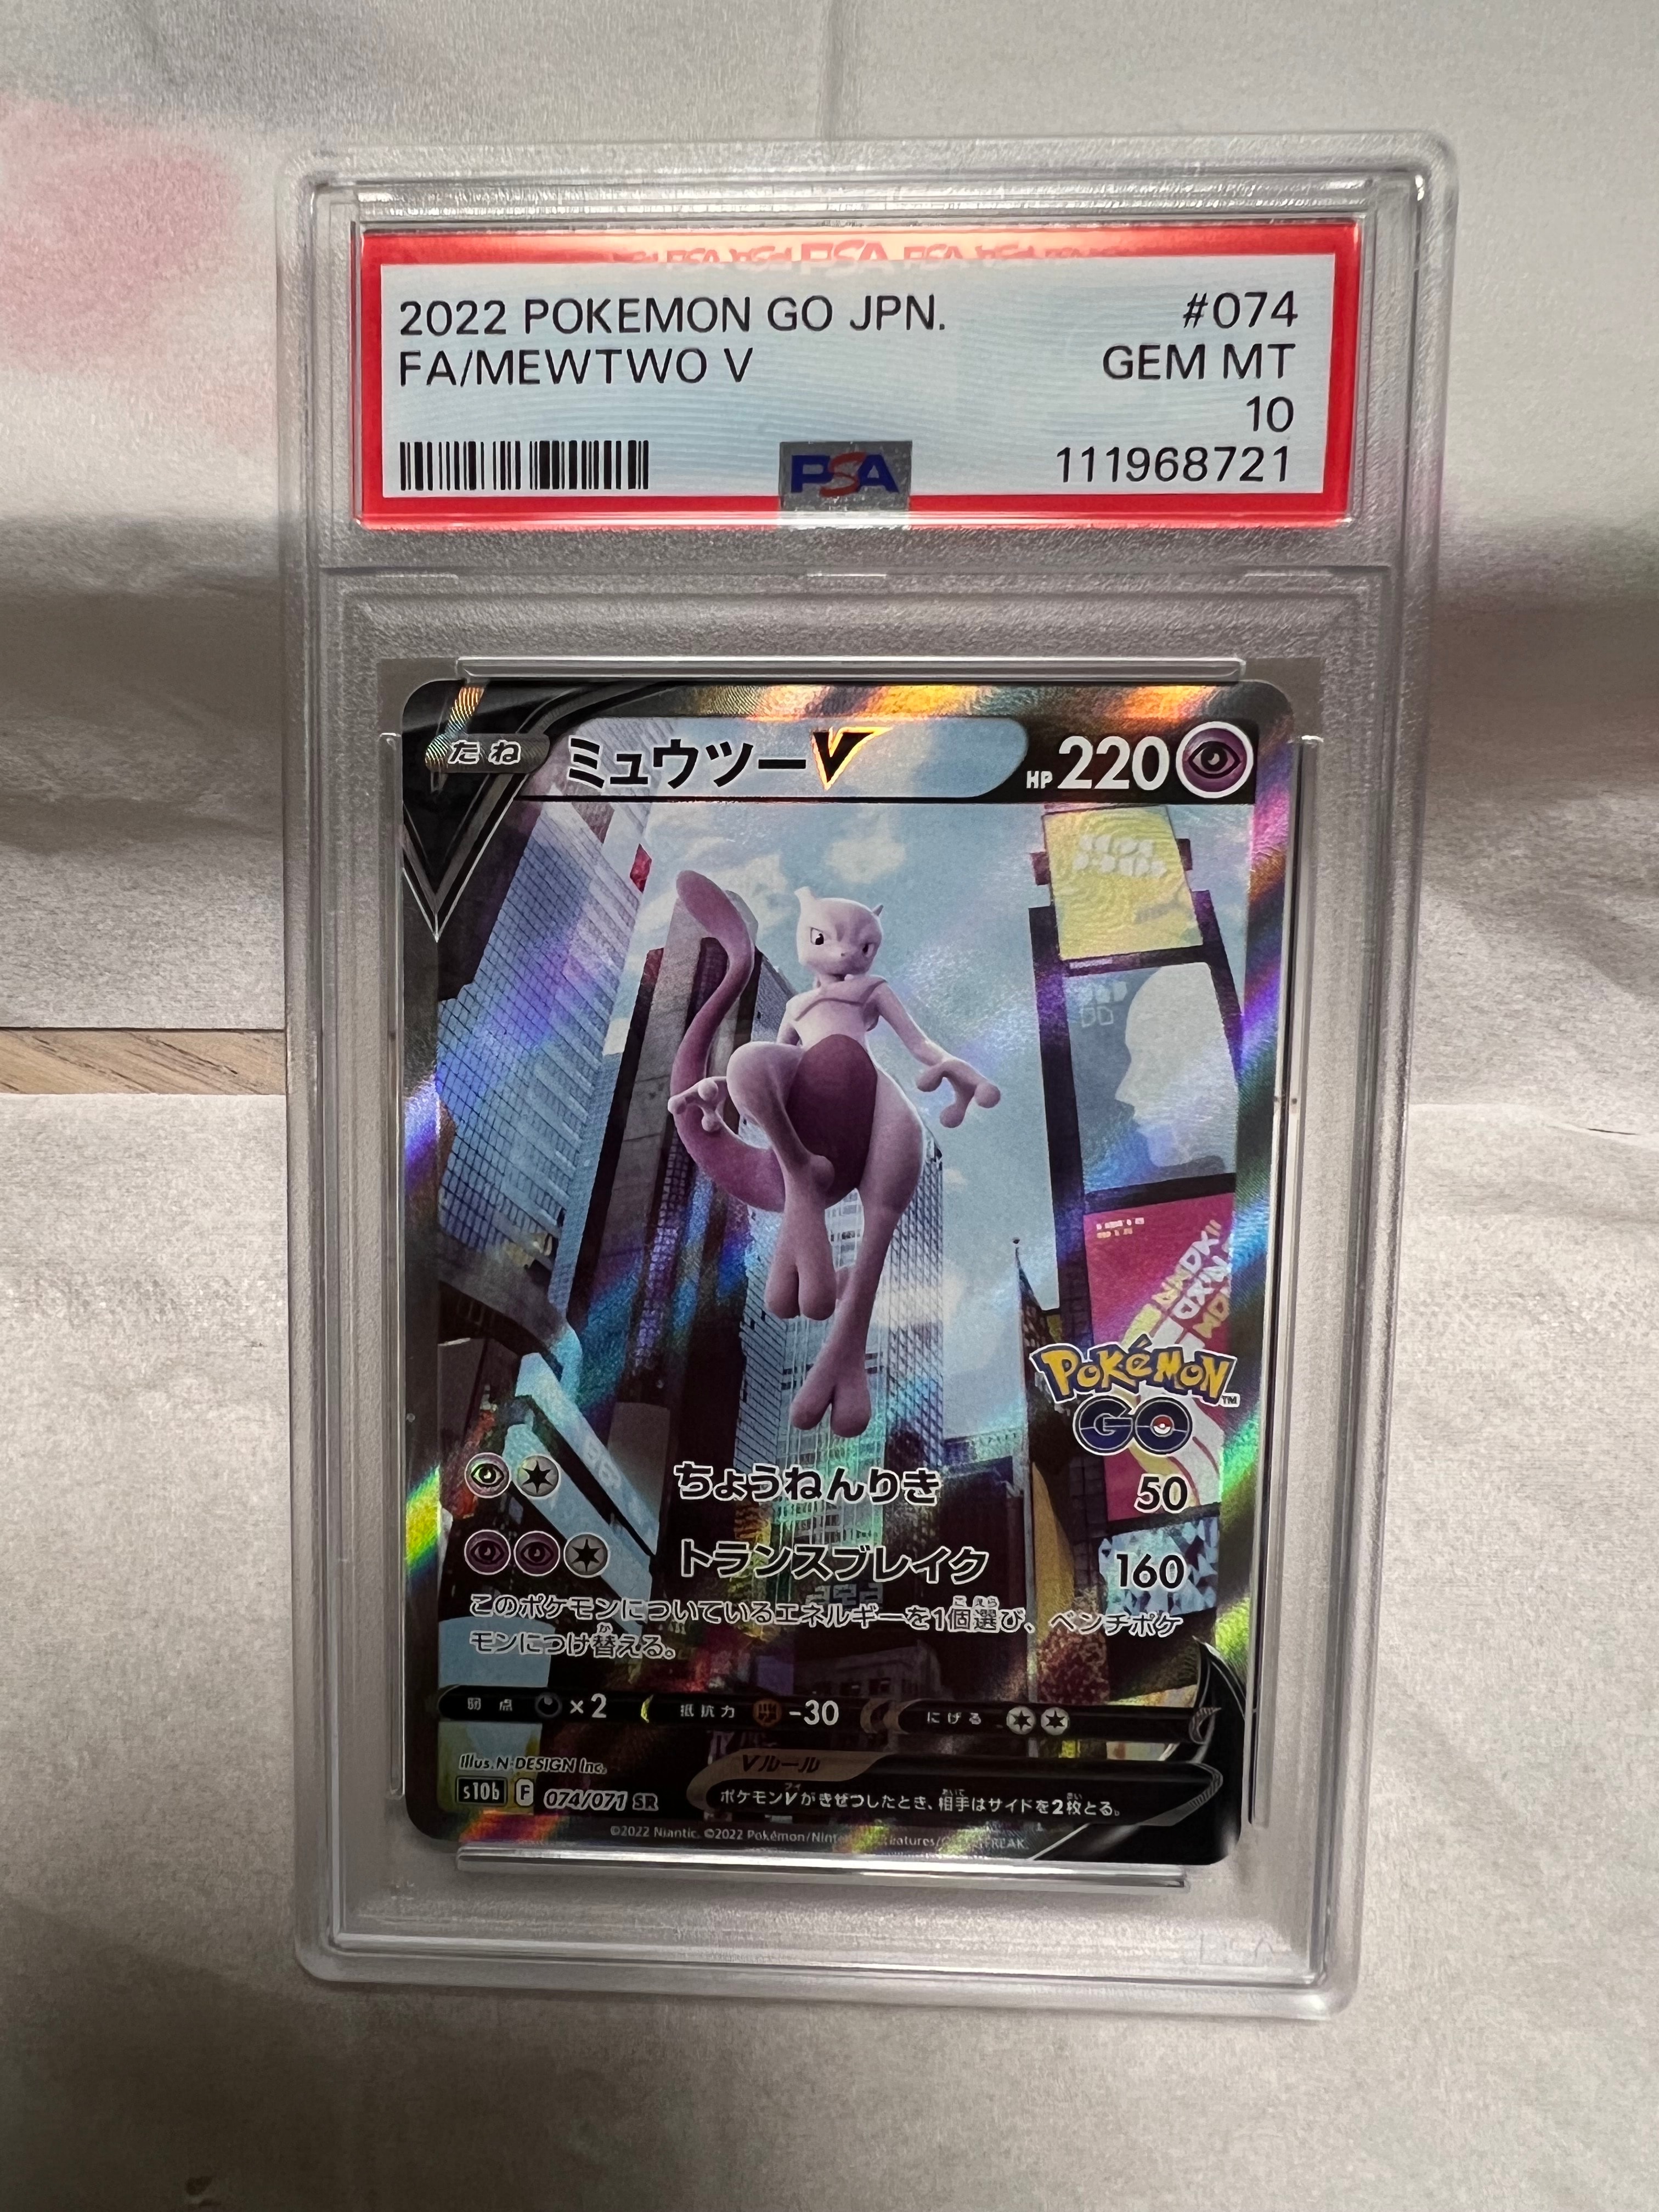 2022 POKEMON GO JPN. #074
FA/MEWTWO V GEM MT
10
PSA 111968721
たね ミュウツーV HP 220
Pokémon GO
ちょうねんりき 50
トランスブレイク 160
このポケモンについているエネルギーを1個選び、ベンチポケ
モンにつけ替える。
弱点 ×2 抵抗力 -30 にげる
Illus. N-DESIGN Inc.
Vルール
s10b F 074/071 SR
ポケモンVがきぜつしたとき、相手はサイドを2枚とる。
©2022 Niantic. ©2022 Pokémon/